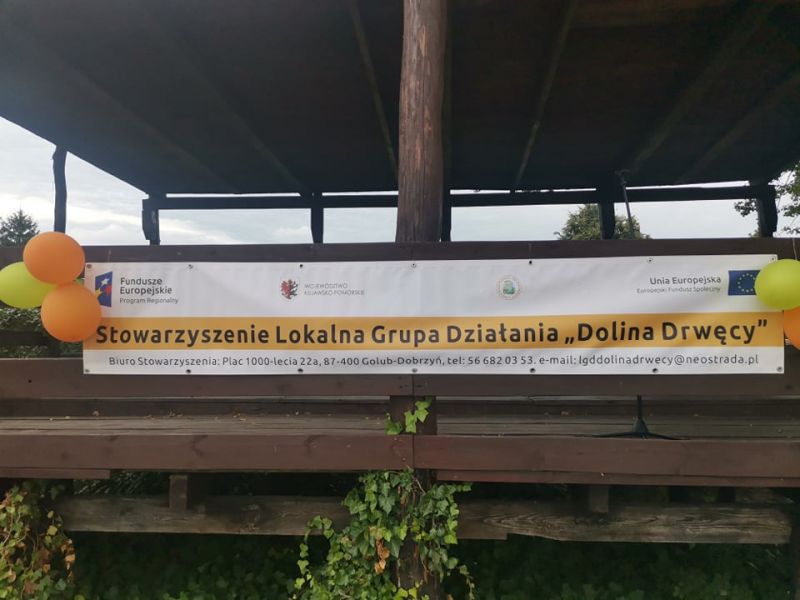 Fundusze
Europejskie
Program Regionalny
WOJEWÓDZTWO
KUJAWSKO-POMORSKIE
Unia Europejska
Europejski Fundusz Społeczny
Stowarzyszenie Lokalna Grupa Działania „Dolina Drwęcy”
Biuro Stowarzyszenia: Plac 1000-lecia 22a, 87-400 Golub-Dobrzyń, tel: 56 682 03 53. e-mail: lgddolinadrwecy@neostrada.pl